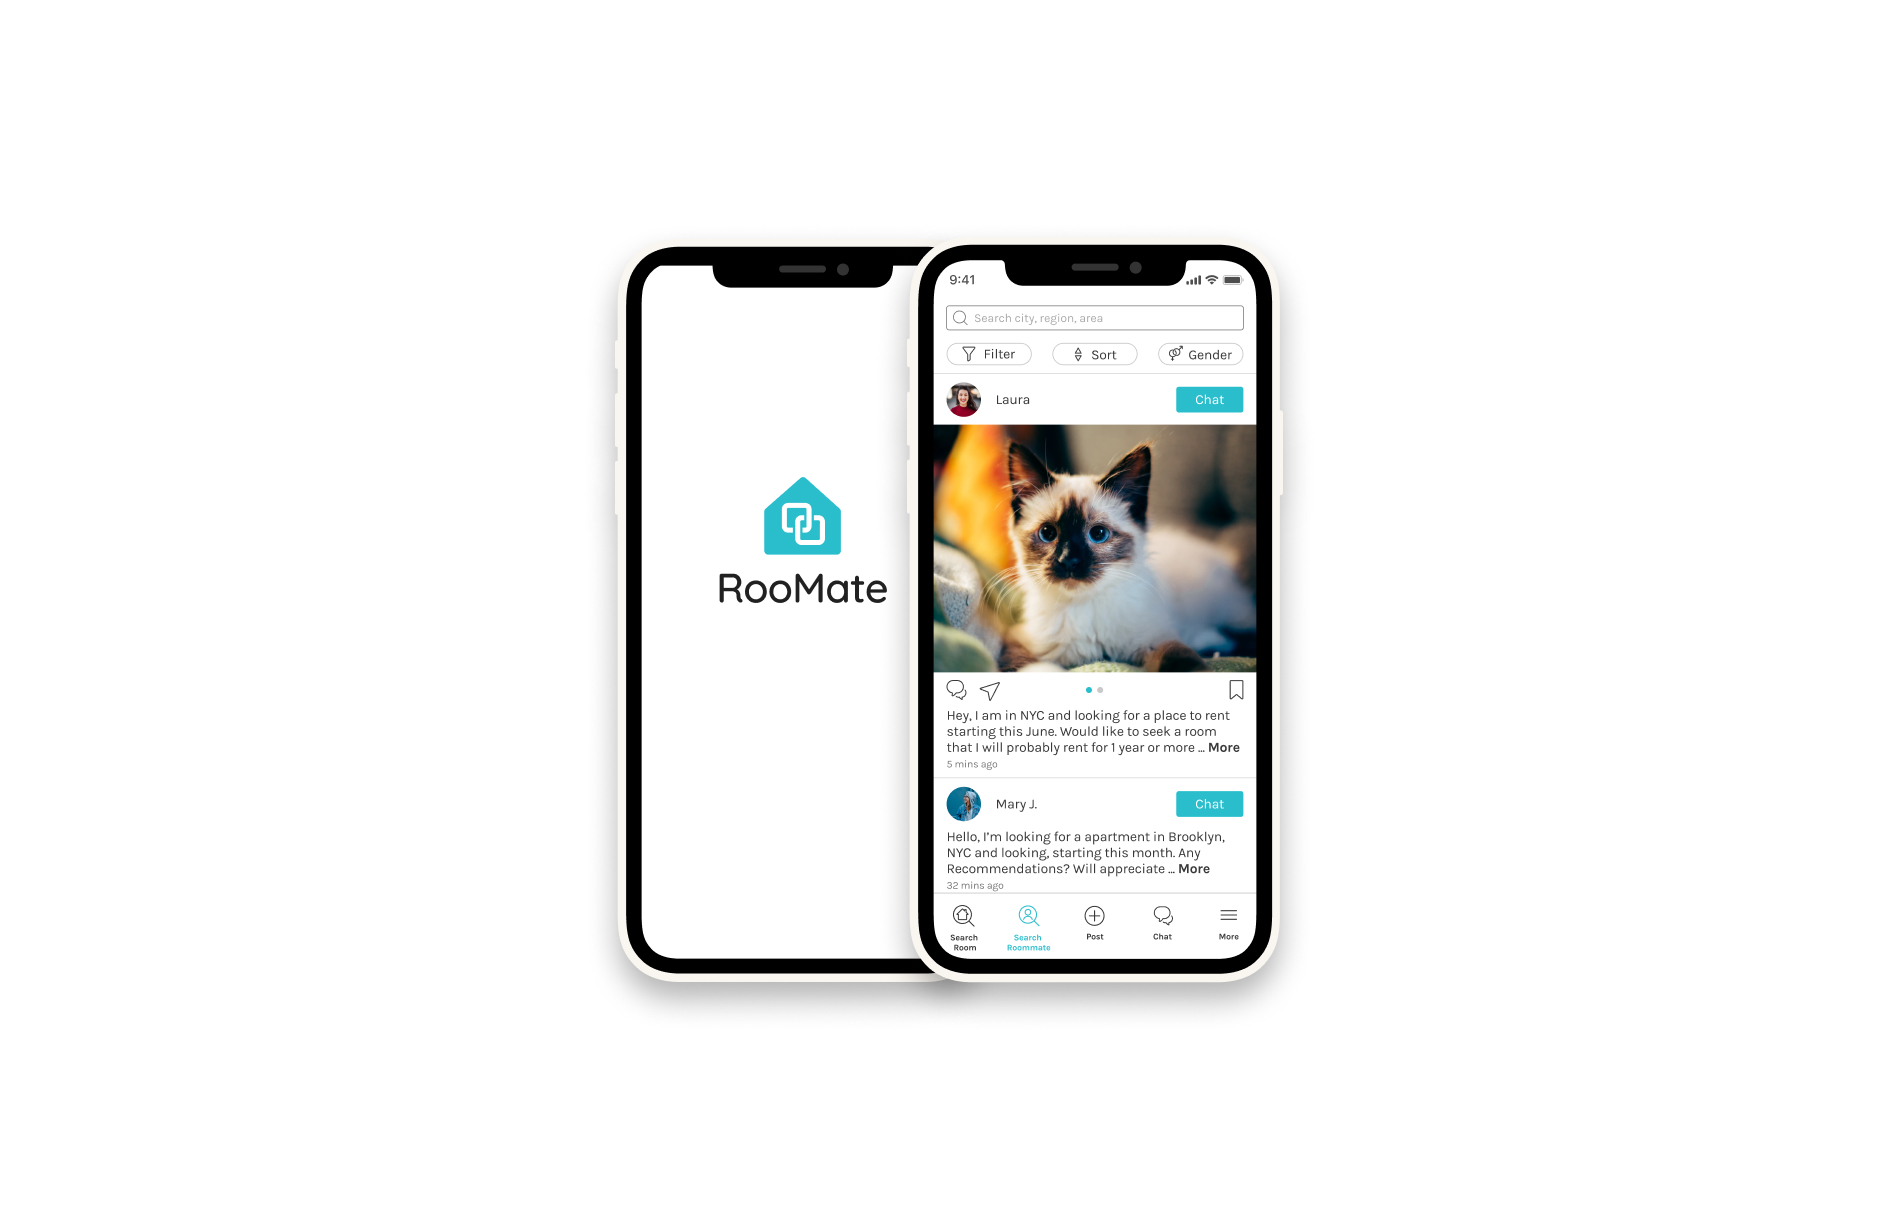 RooMate
9:41
Search city, region, area
Filter
Sort
Gender
Laura
Chat
Hey, I am in NYC and looking for a place to rent
starting this June. Would like to seek a room
that I will probably rent for 1 year or more ... More
5 mins ago
Mary J.
Chat
Hello, I'm looking for a apartment in Brooklyn,
NYC and looking, starting this month. Any
Recommendations? Will appreciate ... More
32 mins ago
Search
Room
Search
Roommate
Post
Chat
More